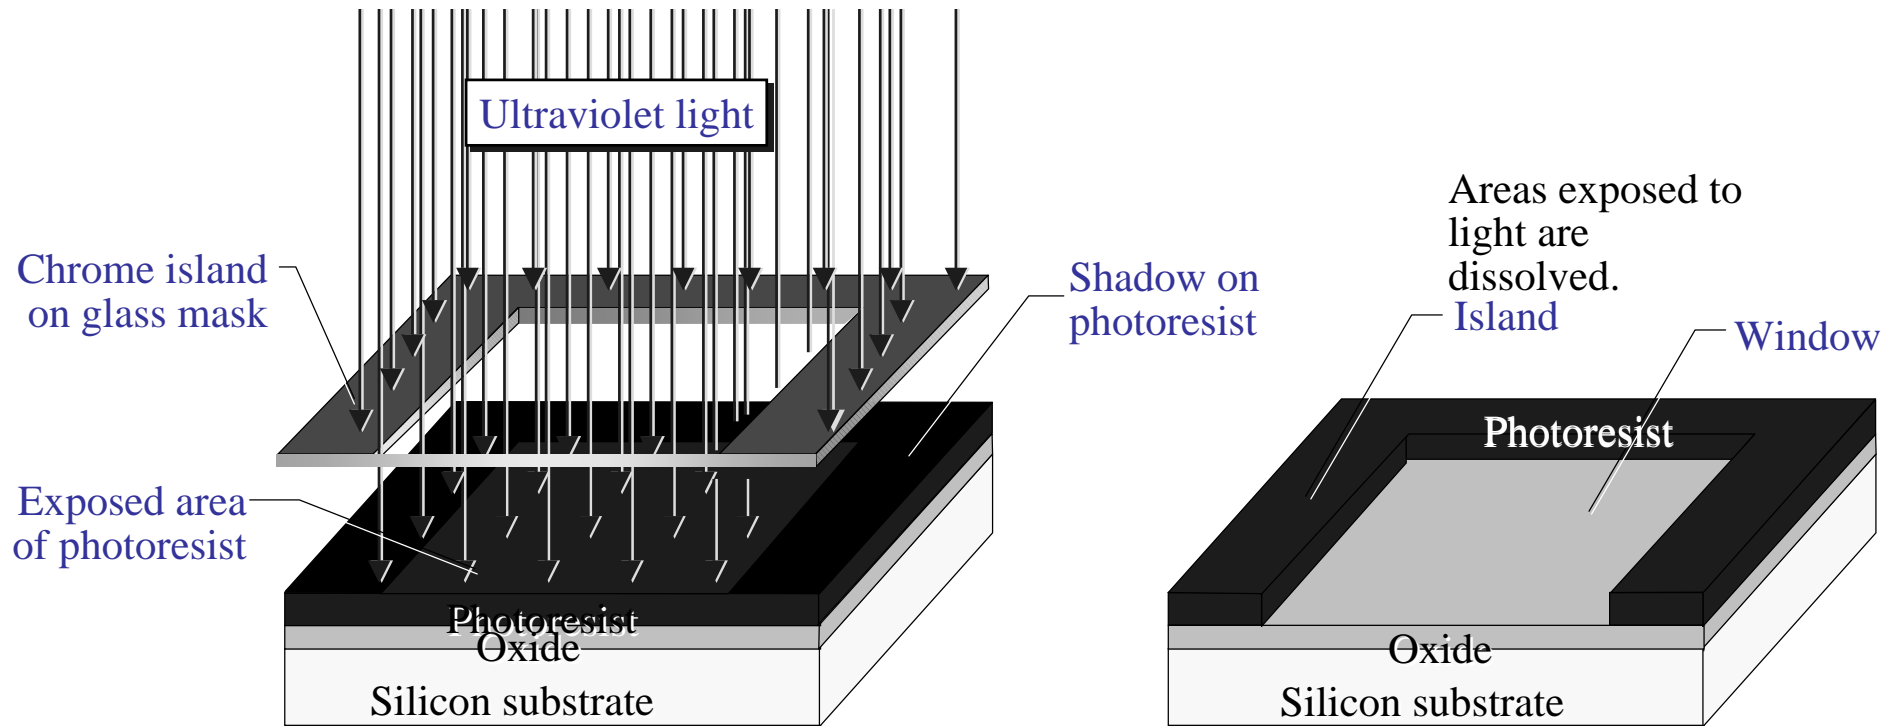 Ultraviolet light
Chrome island
on glass mask
Shadow on
photoresist
Exposed area
of photoresist
Photoresist
Oxide
Silicon substrate
Areas exposed to
light are
dissolved.
Island
Window
Photoresist
Oxide
Silicon substrate